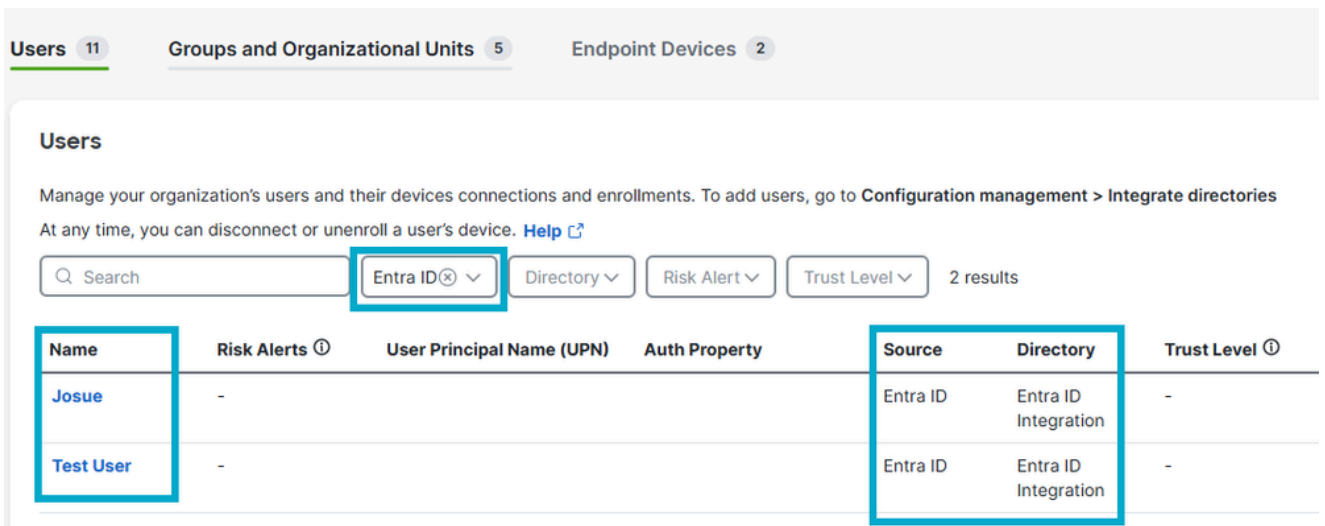 Users 11 Groups and Organizational Units 5 Endpoint Devices 2
Users
Manage your organization's users and their devices connections and enrollments. To add users, go to Configuration management > Integrate directories
At any time, you can disconnect or unenroll a user's device. Help
Search Entra ID Directory Risk Alert Trust Level 2 results
Name Risk Alerts User Principal Name (UPN) Auth Property Source Directory Trust Level
Josue - Entra ID Entra ID -
Integration
Test User - Entra ID Entra ID -
Integration